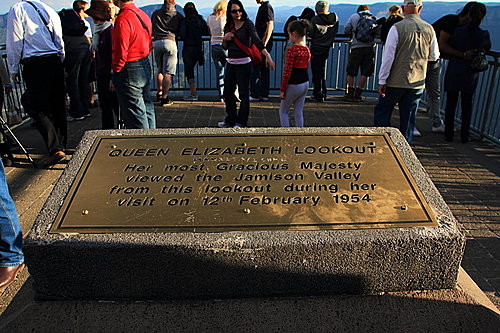 QUEEN ELIZABETH LOOKOUT
Her most Gracious Majesty
viewed the Jamison Valley
from this lookout during her
visit on 12th February 1954